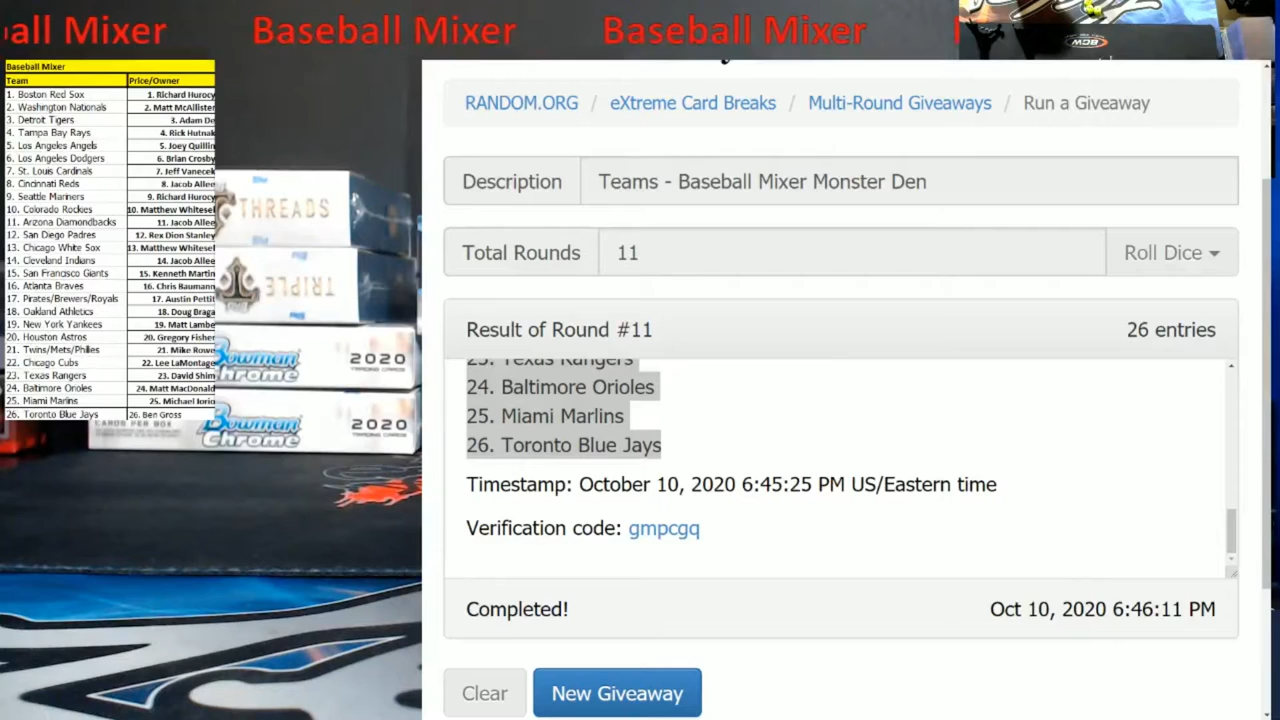 all Mixer Baseball Mixer Baseball Mixer
BCW
Baseball Mixer
Team Price/Owner
1. Boston Red Sox 1. Richard Hurocy
2. Washington Nationals 2. Matt McAllister
3. Detroit Tigers 3. Adam De
4. Tampa Bay Rays 4. Rick Hutnak
5. Los Angeles Angels 5. Joey Quillin
6. Los Angeles Dodgers 6. Brian Crosby
7. St. Louis Cardinals 7. Jeff Vanecek
8. Cincinnati Reds 8. Jacob Allee
9. Seattle Mariners 9. Richard Hurocy
10. Colorado Rockies 10. Matthew Whitesel
11. Arizona Diamondbacks 11. Jacob Allee
12. San Diego Padres 12. Rex Dion Stanley
13. Chicago White Sox 13. Matthew Whitesel
14. Cleveland Indians 14. Jacob Allee
15. San Francisco Giants 15. Kenneth Martin
16. Atlanta Braves 16. Chris Baumann
17. Pirates/Brewers/Royals 17. Austin Pettit
18. Oakland Athletics 18. Doug Braga
19. New York Yankees 19. Matt Lambe
20. Houston Astros 20. Gregory Fisher
21. Twins/Mets/Phillies 21. Mike Rowe
22. Chicago Cubs 22. Lee LaMontage
23. Texas Rangers 23. David Shim
24. Baltimore Orioles 24. Matt MacDonald
25. Miami Marlins 25. Michael Iorio
26. Toronto Blue Jays 26. Ben Gross
THREADS
TRIPLE
Bowman Chrome 2020
CARDS PER BOX
Bowman Chrome 2020
RANDOM.ORG / eXtreme Card Breaks / Multi-Round Giveaways / Run a Giveaway
Description Teams - Baseball Mixer Monster Den
Total Rounds 11 Roll Dice
Result of Round #11 26 entries
23. Texas Rangers
24. Baltimore Orioles
25. Miami Marlins
26. Toronto Blue Jays
Timestamp: October 10, 2020 6:45:25 PM US/Eastern time
Verification code: gmpcgq
Completed! Oct 10, 2020 6:46:11 PM
Clear New Giveaway